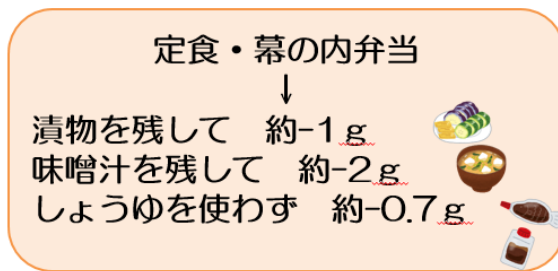 定食・幕の内弁当
↓
漬物を残して　約-1ｇ
味噌汁を残して　約-2ｇ
しょうゆを使わず　約-0.7ｇ